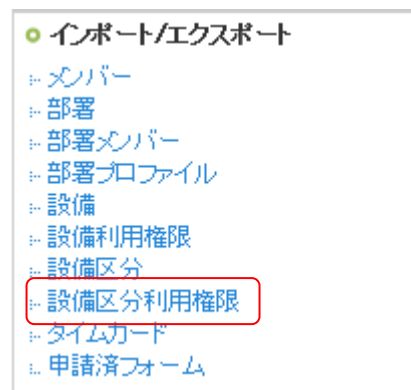 インポート/エクスポート
メンバー
部署
部署メンバー
部署プロファイル
設備
設備利用権限
設備区分
設備区分利用権限
タイムカード
申請済フォーム